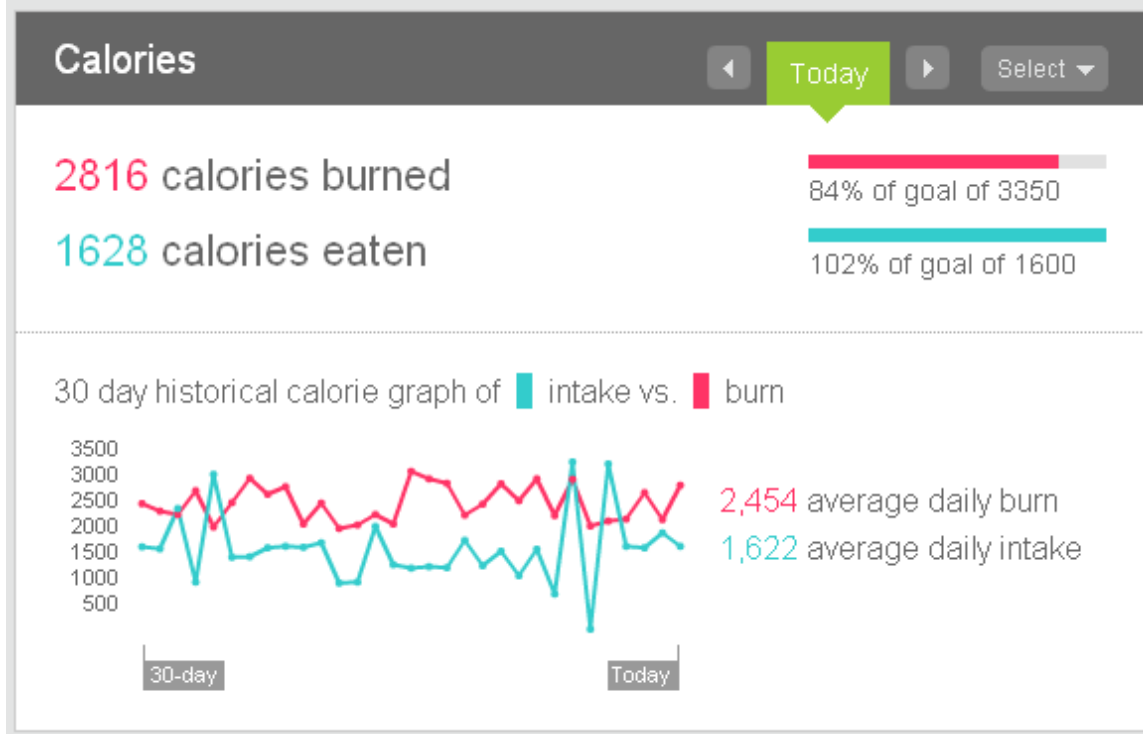 Calories
Today
Select
2816 calories burned
84% of goal of 3350
1628 calories eaten
102% of goal of 1600
30 day historical calorie graph of intake vs. burn
3500
3000
2500
2000
1500
1000
500
2,454 average daily burn
1,622 average daily intake
30-day
Today